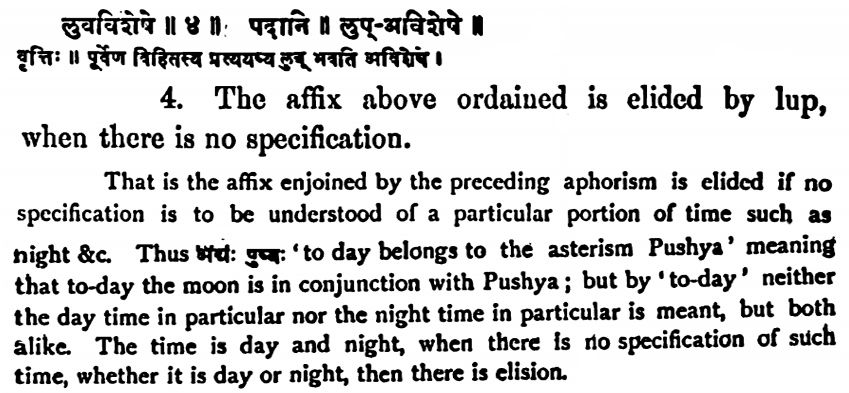 लुबविशेषे ॥ ४ ॥ पदानि ॥ लुप्-अविशेषे ॥
वृत्तिः ॥ पूर्वेण विहितस्य प्रत्ययस्य लुब् भवति अविशेषे ।
4. The affix above ordained is elided by lup,
when there is no specification.
That is the affix enjoined by the preceding aphorism is elided if no
specification is to be understood of a particular portion of time such as
night &c. Thus पुष्यः 'to day belongs to the asterism Pushya' meaning
that to-day the moon is in conjunction with Pushya; but by 'to-day' neither
the day time in particular nor the night time in particular is meant, but both
alike. The time is day and night, when there is no specification of such
time, whether it is day or night, then there is elision.